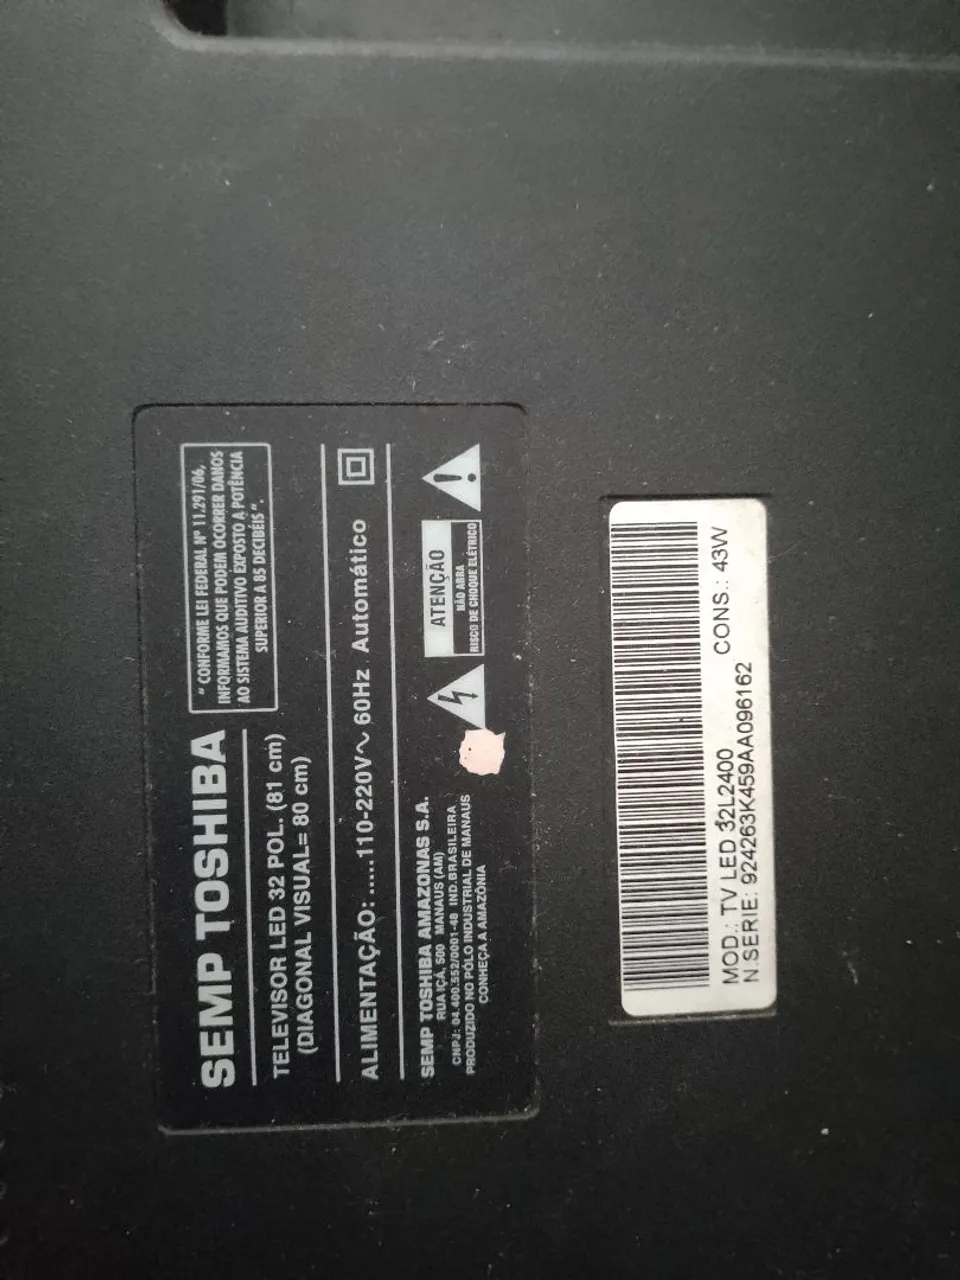 SEMP TOSHIBA
" CONFORME LEI FEDERAL Nº 11.291/06,
INFORMAMOS QUE PODEM OCORRER DANOS
AO SISTEMA AUDITIVO EXPOSTO A POTÊNCIA
SUPERIOR A 85 DECIBÉIS".
TELEVISOR LED 32 POL. (81 cm)
(DIAGONAL VISUAL= 80 cm)
ALIMENTAÇÃO: .....110-220V~ 60Hz Automático
SEMP TOSHIBA AMAZONAS S.A.
RUA IÇÁ, 500 MANAUS (AM)
CNPJ: 04.400.552/0001-48 IND.BRASILEIRA
PRODUZIDO NO PÓLO INDUSTRIAL DE MANAUS
CONHEÇA A AMAZÔNIA
ATENÇÃO
NÃO ABRA
RISCO DE CHOQUE ELÉTRICO
MOD.: TV LED 32L2400 CONS.: 43W
N.SERIE: 924263K459AA096162